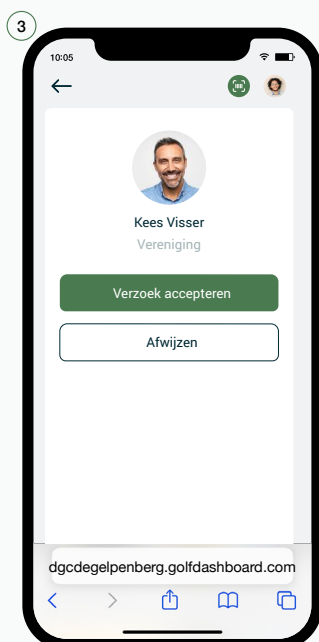 3
10:05
Kees Visser
Vereniging
Verzoek accepteren
Afwijzen
dgcdegelpenberg.golfdashboard.com